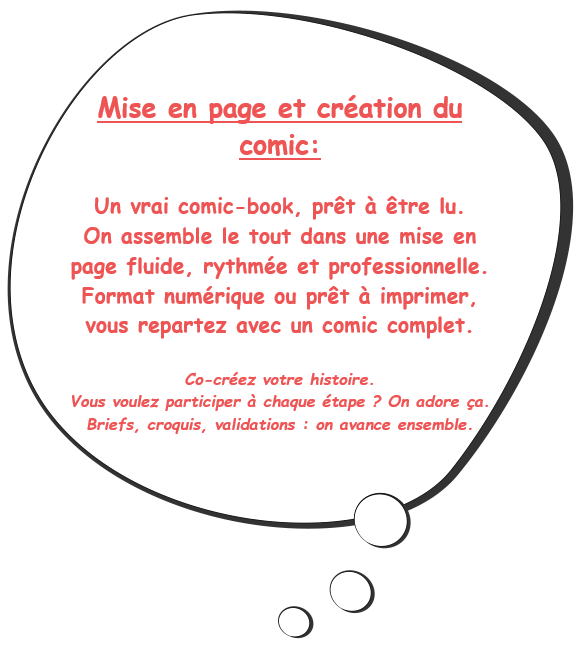 Mise en page et création du
comic:
Un vrai comic-book, prêt à être lu.
On assemble le tout dans une mise en
page fluide, rythmée et professionnelle.
Format numérique ou prêt à imprimer,
vous repartez avec un comic complet.
Co-créez votre histoire.
Vous voulez participer à chaque étape ? On adore ça.
Briefs, croquis, validations : on avance ensemble.